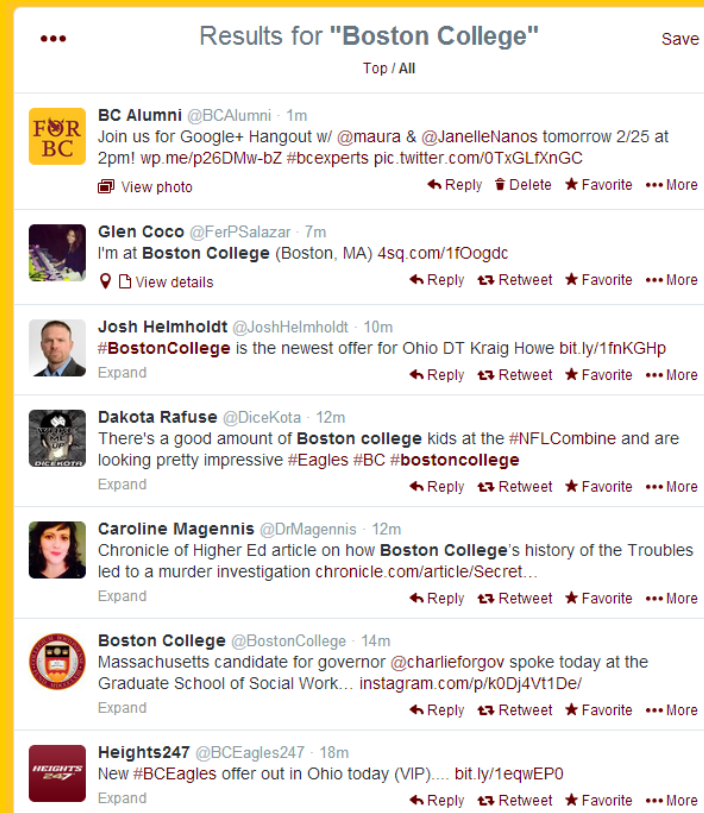 Results for "Boston College"
Save
Top / All
FOR
BC
BC Alumni @BCAlumni · 1m
Join us for Google+ Hangout w/ @maura & @JanelleNanos tomorrow 2/25 at
2pm! wp.me/p26DMw-bZ #bcexperts pic.twitter.com/0TxGLfXnGC
View photo
Reply Delete Favorite More
Glen Coco @FerPSalazar · 7m
I'm at Boston College (Boston, MA) 4sq.com/1fOogdc
View details
Reply Retweet Favorite More
Josh Helmholdt @JoshHelmholdt · 10m
#BostonCollege is the newest offer for Ohio DT Kraig Howe bit.ly/1fnKGHp
Expand
Reply Retweet Favorite More
DICEKOTA
Dakota Rafuse @DiceKota · 12m
There's a good amount of Boston college kids at the #NFLCombine and are
looking pretty impressive #Eagles #BC #bostoncollege
Expand
Reply Retweet Favorite More
Caroline Magennis @DrMagennis · 12m
Chronicle of Higher Ed article on how Boston College's history of the Troubles
led to a murder investigation chronicle.com/article/Secret…
Expand
Reply Retweet Favorite More
Boston College @BostonCollege · 14m
Massachusetts candidate for governor @charlieforgov spoke today at the
Graduate School of Social Work… instagram.com/p/k0Dj4Vt1De/
Expand
Reply Retweet Favorite More
HEIGHTS
247
Heights247 @BCEagles247 · 18m
New #BCEagles offer out in Ohio today (VIP).... bit.ly/1eqwEP0
Expand
Reply Retweet Favorite More